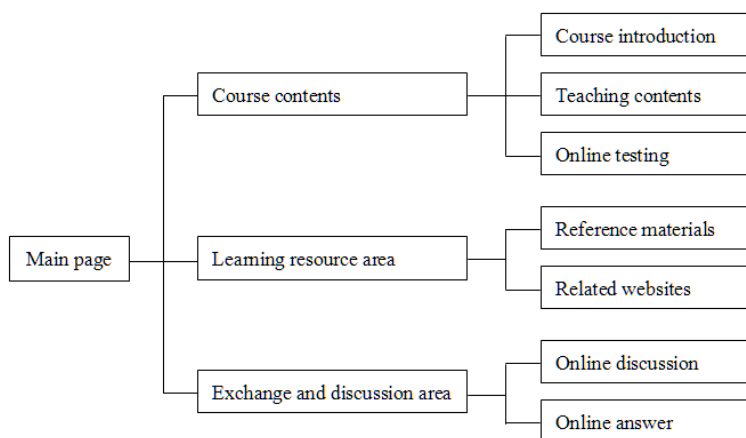 Main page
Course contents
Course introduction
Teaching contents
Online testing
Learning resource area
Reference materials
Related websites
Exchange and discussion area
Online discussion
Online answer